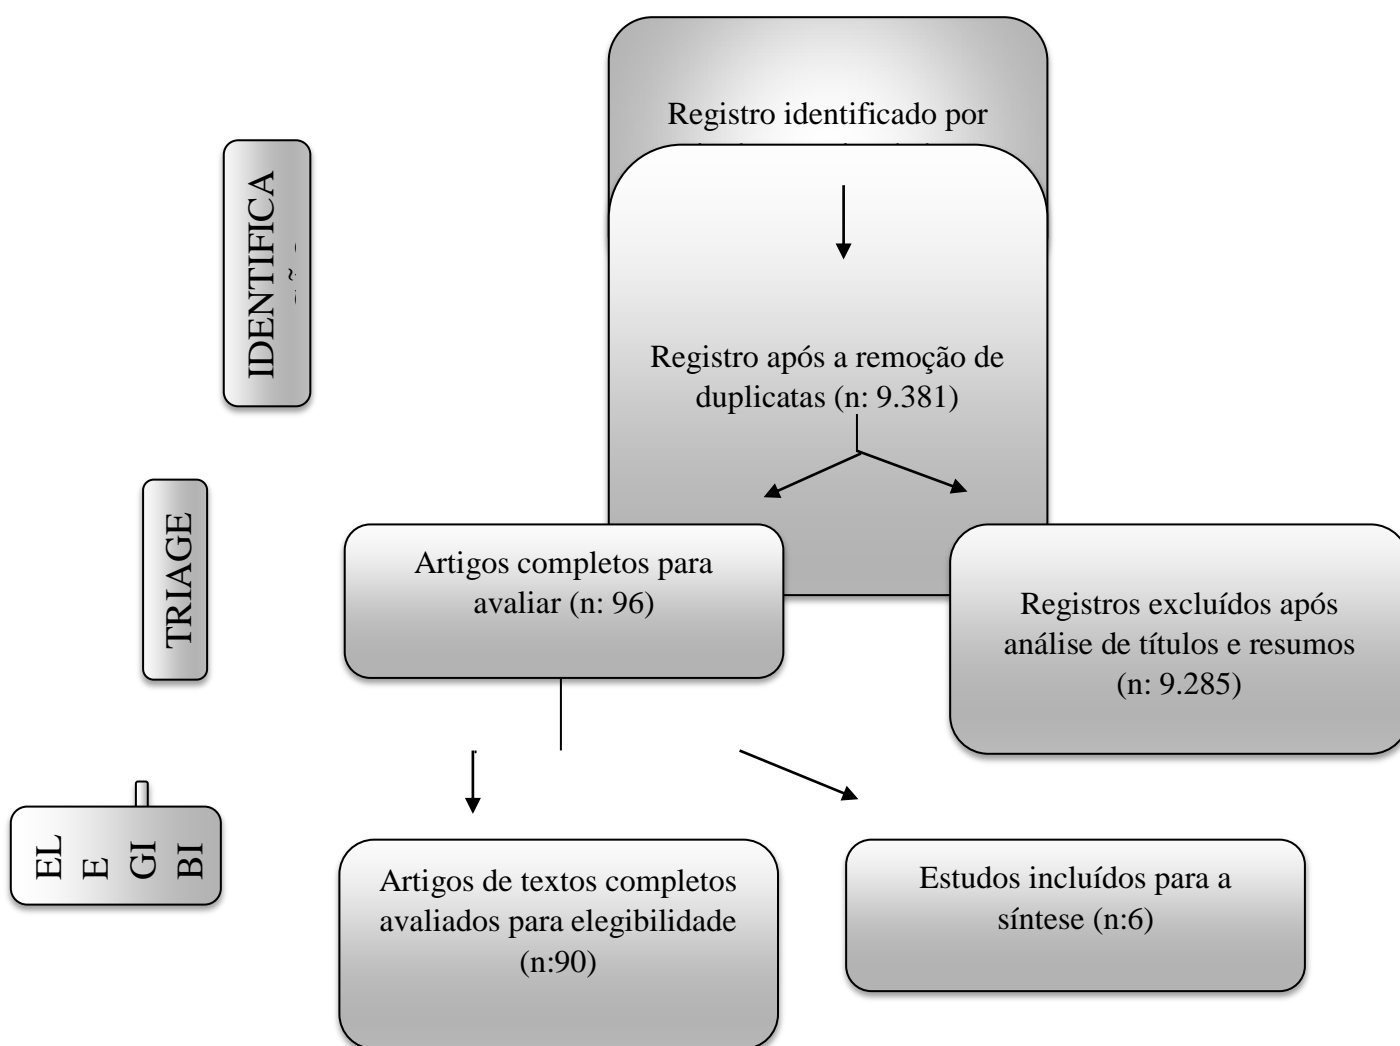 Registro identificado por
IDENTIFICA
Registro após a remoção de
duplicatas (n: 9.381)
TRIAGE
Artigos completos para
avaliar (n: 96)
Registros excluídos após
análise de títulos e resumos
(n: 9.285)
EL
E
GI
BI
Artigos de textos completos
avaliados para elegibilidade
(n:90)
Estudos incluídos para a
síntese (n:6)